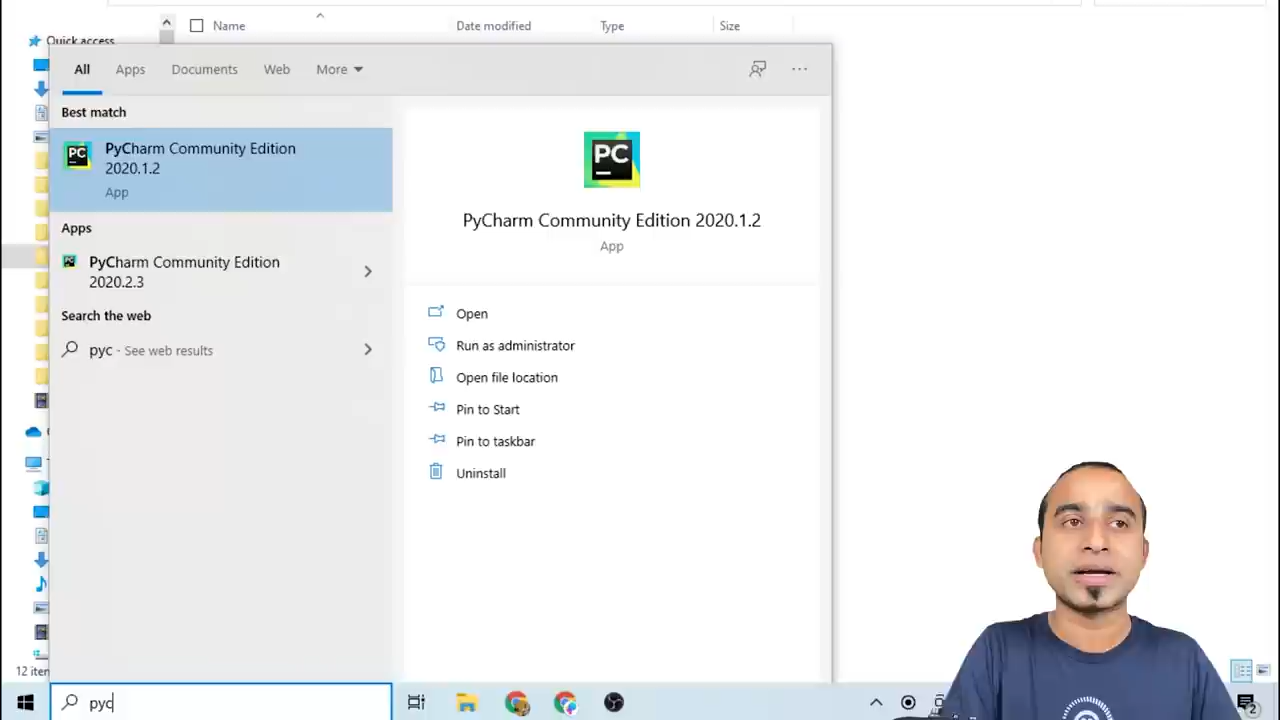 Name
Date modified
Type
Size
Quick access
All
Apps
Documents
Web
More
Best match
PyCharm Community Edition
2020.1.2
App
Apps
PyCharm Community Edition
2020.2.3
Search the web
pyc - See web results
PC
PyCharm Community Edition 2020.1.2
App
Open
Run as administrator
Open file location
Pin to Start
Pin to taskbar
Uninstall
12 iten
pyc
2